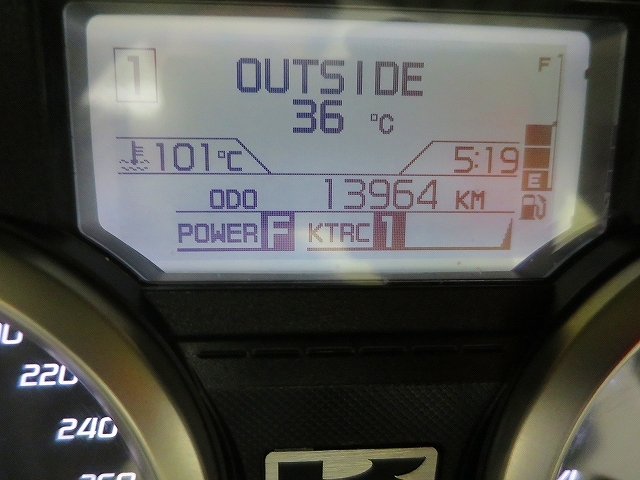 1
OUTSIDE
36 °C
F
101°C
5:19
E
ODO 13964 KM
POWER F KTRC 1
220
240